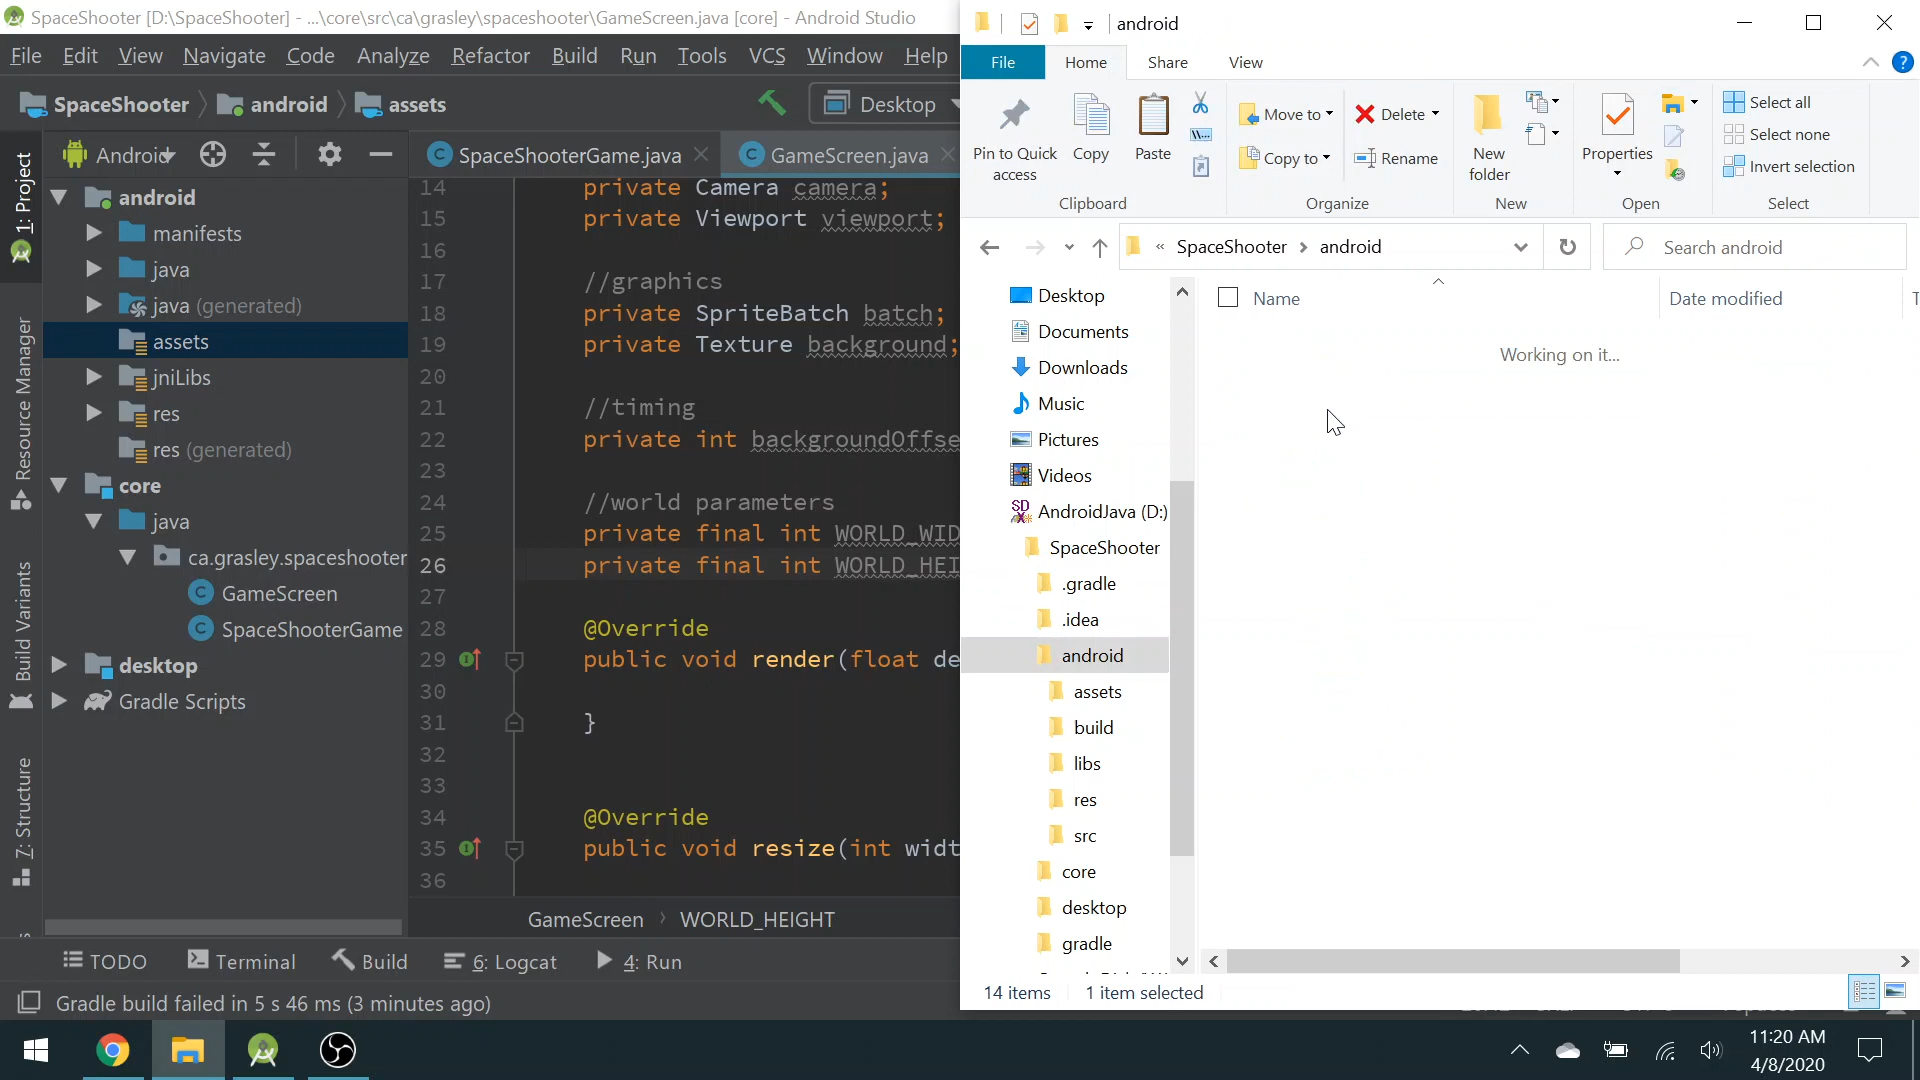 SpaceShooter [D:\SpaceShooter] - ...\core\src\ca\grasley\spaceshooter\GameScreen.java [core] - Android Studio
File Edit View Navigate Code Analyze Refactor Build Run Tools VCS Window Help
SpaceShooter android assets
Desktop
1: Project
Resource Manager
Build Variants
7: Structure
Android
android
manifests
java
java (generated)
assets
jniLibs
res
res (generated)
core
java
ca.grasley.spaceshooter
GameScreen
SpaceShooterGame
desktop
Gradle Scripts
SpaceShooterGame.java GameScreen.java
14 private Camera camera;
15 private Viewport viewport;
16
17 //graphics
18 private SpriteBatch batch;
19 private Texture background;
20
21 //timing
22 private int backgroundOffse
23
24 //world parameters
25 private final int WORLD_WID
26 private final int WORLD_HEI
27
28 @Override
29 public void render(float de
30
31 }
32
33
34 @Override
35 public void resize(int widt
36
GameScreen > WORLD_HEIGHT
TODO Terminal Build 6: Logcat 4: Run
Gradle build failed in 5 s 46 ms (3 minutes ago)
android
File Home Share View
Pin to Quick access
Copy
Paste
Clipboard
Move to
Copy to
Delete
Rename
Organize
New folder
New
Properties
Open
Select all
Select none
Invert selection
Select
« SpaceShooter > android
Search android
Desktop
Documents
Downloads
Music
Pictures
Videos
AndroidJava (D:)
SpaceShooter
.gradle
.idea
android
assets
build
libs
res
src
core
desktop
gradle
Name Date modified T
Working on it...
14 items 1 item selected
11:20 AM
4/8/2020